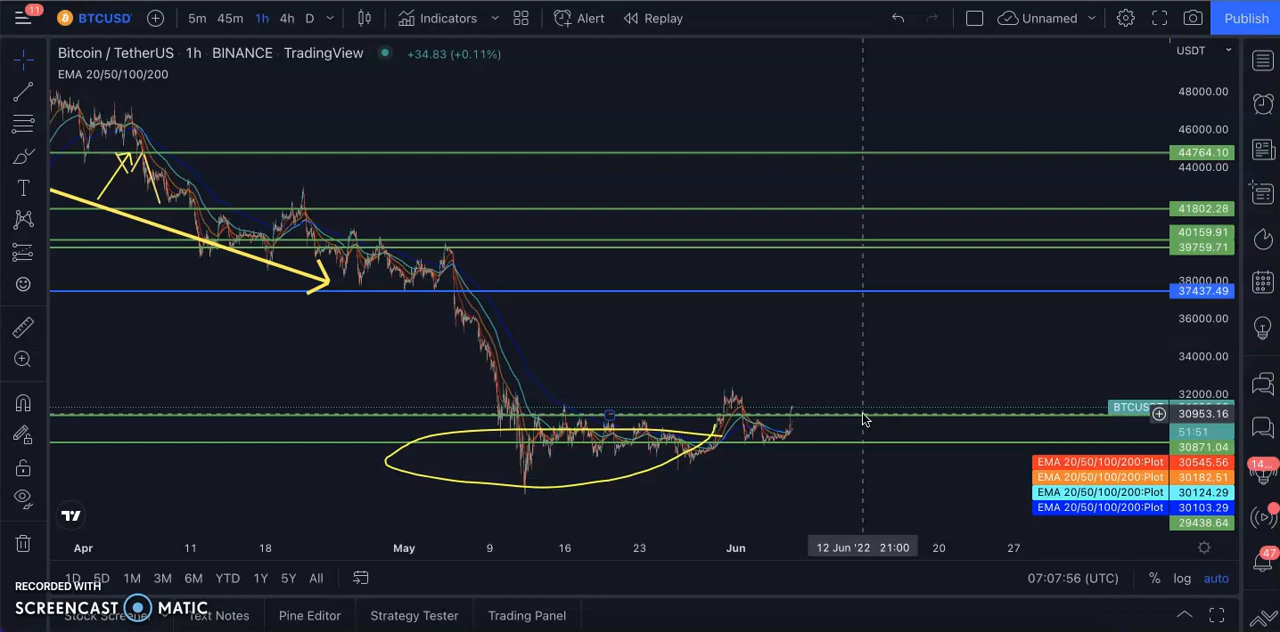 11
BTCUSD
5m 45m 1h 4h D
Indicators
Alert
Replay
Unnamed
Publish
Bitcoin / TetherUS · 1h · BINANCE · TradingView
+34.83 (+0.11%)
EMA 20/50/100/200
USDT
48000.00
46000.00
44764.10
44000.00
41802.28
40159.91
39759.71
38000.00
37437.49
36000.00
34000.00
32000.00
30953.16
51:51
30871.04
EMA 20/50/100/200:Plot 30545.56
EMA 20/50/100/200:Plot 30182.51
EMA 20/50/100/200:Plot 30124.29
EMA 20/50/100/200:Plot 30103.29
29438.64
Apr 11 18 May 9 16 23 Jun 12 Jun '22 21:00 20 27
1D 5D 1M 3M 6M YTD 1Y 5Y All
07:07:56 (UTC) % log auto
RECORDED WITH
SCREENCAST MATIC
Text Notes Pine Editor Strategy Tester Trading Panel
47